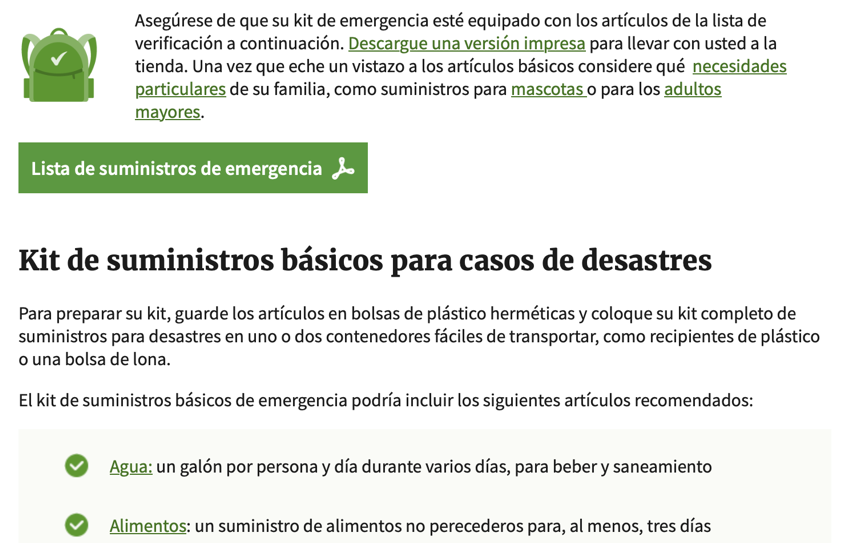 Asegúrese de que su kit de emergencia esté equipado con los artículos de la lista de
verificación a continuación. Descargue una versión impresa para llevar con usted a la
tienda. Una vez que eche un vistazo a los artículos básicos considere qué necesidades
particulares de su familia, como suministros para mascotas o para los adultos
mayores.
Lista de suministros de emergencia
Kit de suministros básicos para casos de desastres
Para preparar su kit, guarde los artículos en bolsas de plástico herméticas y coloque su kit completo de
suministros para desastres en uno o dos contenedores fáciles de transportar, como recipientes de plástico
o una bolsa de lona.
El kit de suministros básicos de emergencia podría incluir los siguientes artículos recomendados:
Agua: un galón por persona y día durante varios días, para beber y saneamiento
Alimentos: un suministro de alimentos no perecederos para, al menos, tres días